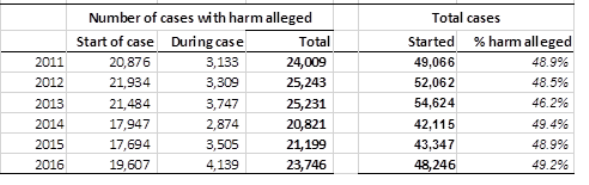 Number of cases with harm alleged Total cases
Start of case During case Total Started % harm alleged
2011 20,876 3,133 24,009 49,066 48.9%
2012 21,934 3,309 25,243 52,062 48.5%
2013 21,484 3,747 25,231 54,624 46.2%
2014 17,947 2,874 20,821 42,115 49.4%
2015 17,694 3,505 21,199 43,347 48.9%
2016 19,607 4,139 23,746 48,246 49.2%